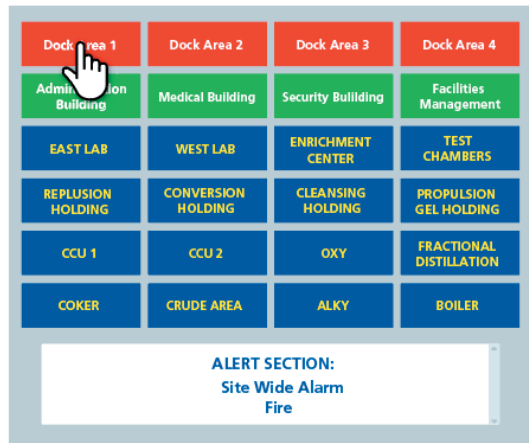 Dock Area 1
Dock Area 2
Dock Area 3
Dock Area 4
Building
Medical Building
Security Bulilding
Facilities
Management
EAST LAB
WEST LAB
ENRICHMENT
CENTER
TEST
CHAMBERS
REPLUSION
HOLDING
CONVERSION
HOLDING
CLEANSING
HOLDING
PROPULSION
GEL HOLDING
CCU 1
CCU 2
OXY
FRACTIONAL
DISTILLATION
COKER
CRUDE AREA
ALKY
BOILER
ALERT SECTION:
Site Wide Alarm
Fire